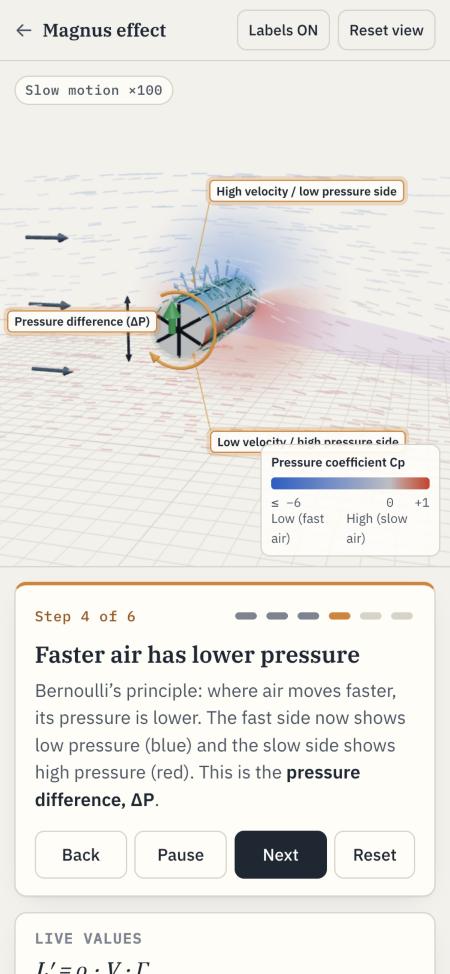 ← Magnus effect
Labels ON
Reset view
Slow motion ×100
High velocity / low pressure side
Pressure difference (ΔP)
Low velocity / high pressure side
Pressure coefficient Cp
≤ −6 0 +1
Low (fast air)
High (slow air)
Step 4 of 6
Faster air has lower pressure
Bernoulli’s principle: where air moves faster,
its pressure is lower. The fast side now shows
low pressure (blue) and the slow side shows
high pressure (red). This is the pressure
difference, ΔP.
Back
Pause
Next
Reset
LIVE VALUES
L′ = ρ · V · Γ